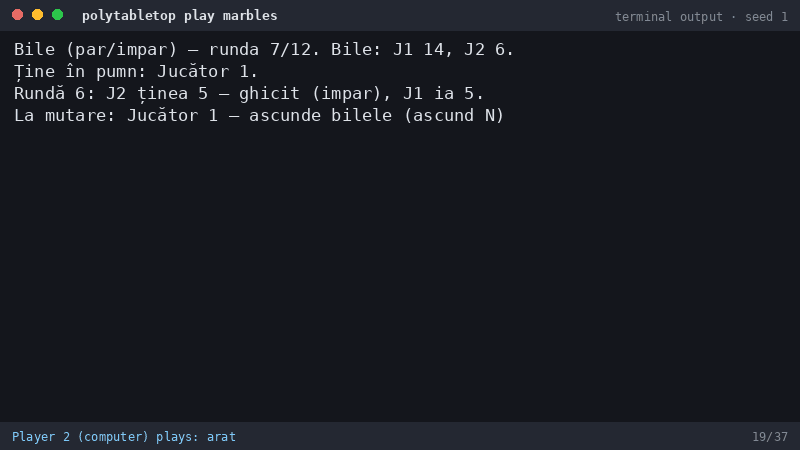 polytabletop play marbles
terminal output · seed 1
Bile (par/impar) — runda 7/12. Bile: J1 14, J2 6.
Ține în pumn: Jucător 1.
Rundă 6: J2 ținea 5 — ghicit (impar), J1 ia 5.
La mutare: Jucător 1 — ascunde bilele (ascund N)
Player 2 (computer) plays: arat
19/37